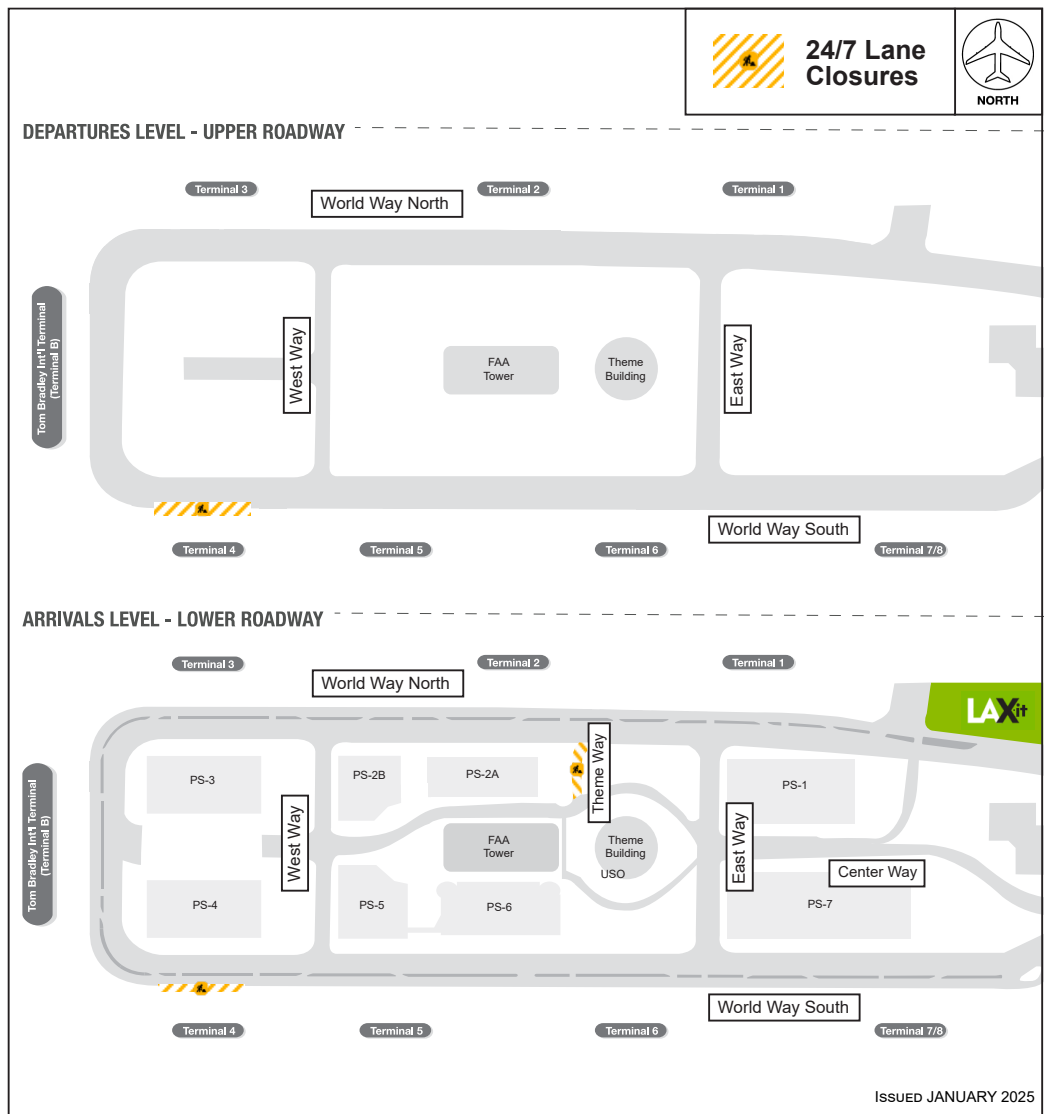 24/7 Lane
Closures
NORTH
DEPARTURES LEVEL - UPPER ROADWAY
Terminal 3
Terminal 2
Terminal 1
World Way North
Tom Bradley Int'l Terminal
(Terminal B)
West Way
FAA
Tower
Theme
Building
East Way
World Way South
Terminal 4
Terminal 5
Terminal 6
Terminal 7/8
ARRIVALS LEVEL - LOWER ROADWAY
Terminal 3
Terminal 2
Terminal 1
World Way North
LAXit
Theme Way
PS-3
PS-2B
PS-2A
PS-1
Tom Bradley Int'l Terminal
(Terminal B)
West Way
FAA
Tower
Theme
Building
USO
East Way
Center Way
PS-4
PS-5
PS-6
PS-7
World Way South
Terminal 4
Terminal 5
Terminal 6
Terminal 7/8
ISSUED JANUARY 2025